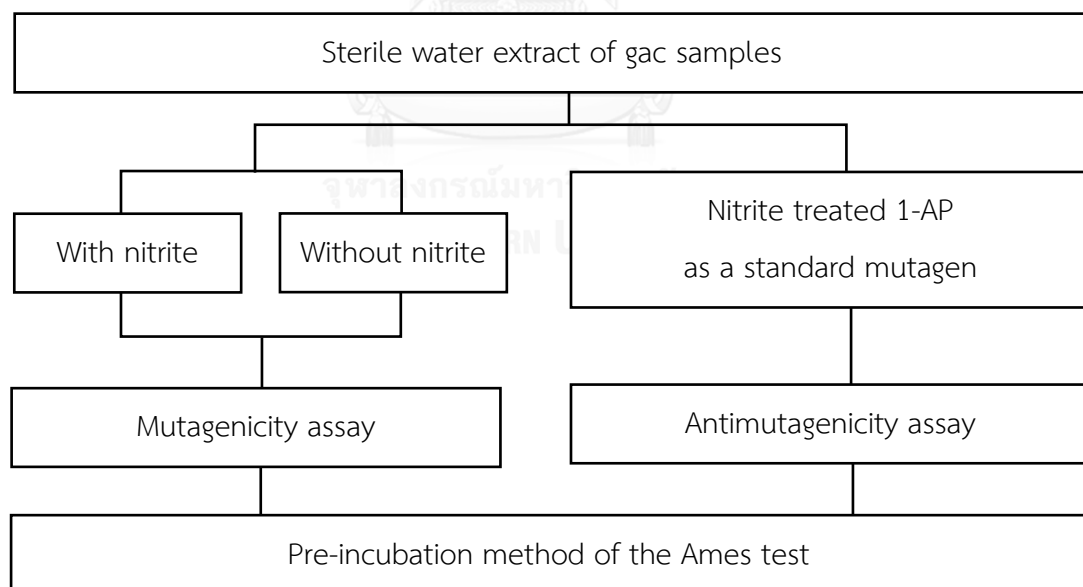 Sterile water extract of gac samples
With nitrite
Without nitrite
Nitrite treated 1-AP
as a standard mutagen
Mutagenicity assay
Antimutagenicity assay
Pre-incubation method of the Ames test